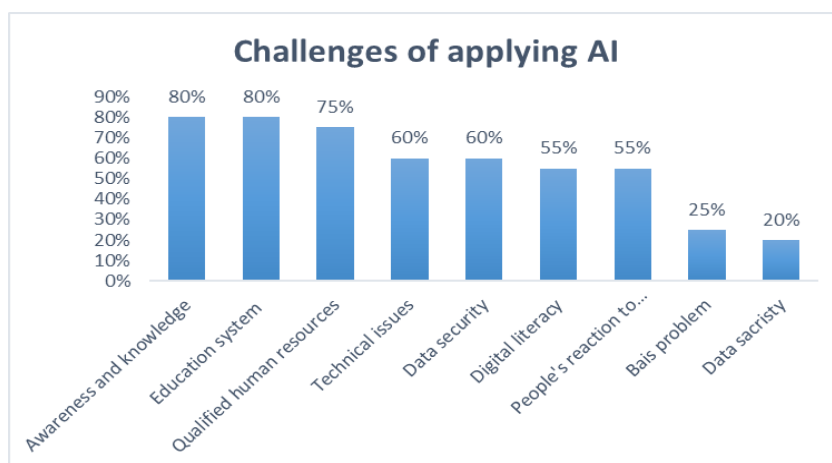 Challenges of applying AI
90%
80%
70%
60%
50%
40%
30%
20%
10%
0%
80%
80%
75%
60%
60%
55%
55%
25%
20%
Awareness and knowledge
Education system
Qualified human resources
Technical issues
Data security
Digital literacy
People's reaction to...
Bais problem
Data sacristy